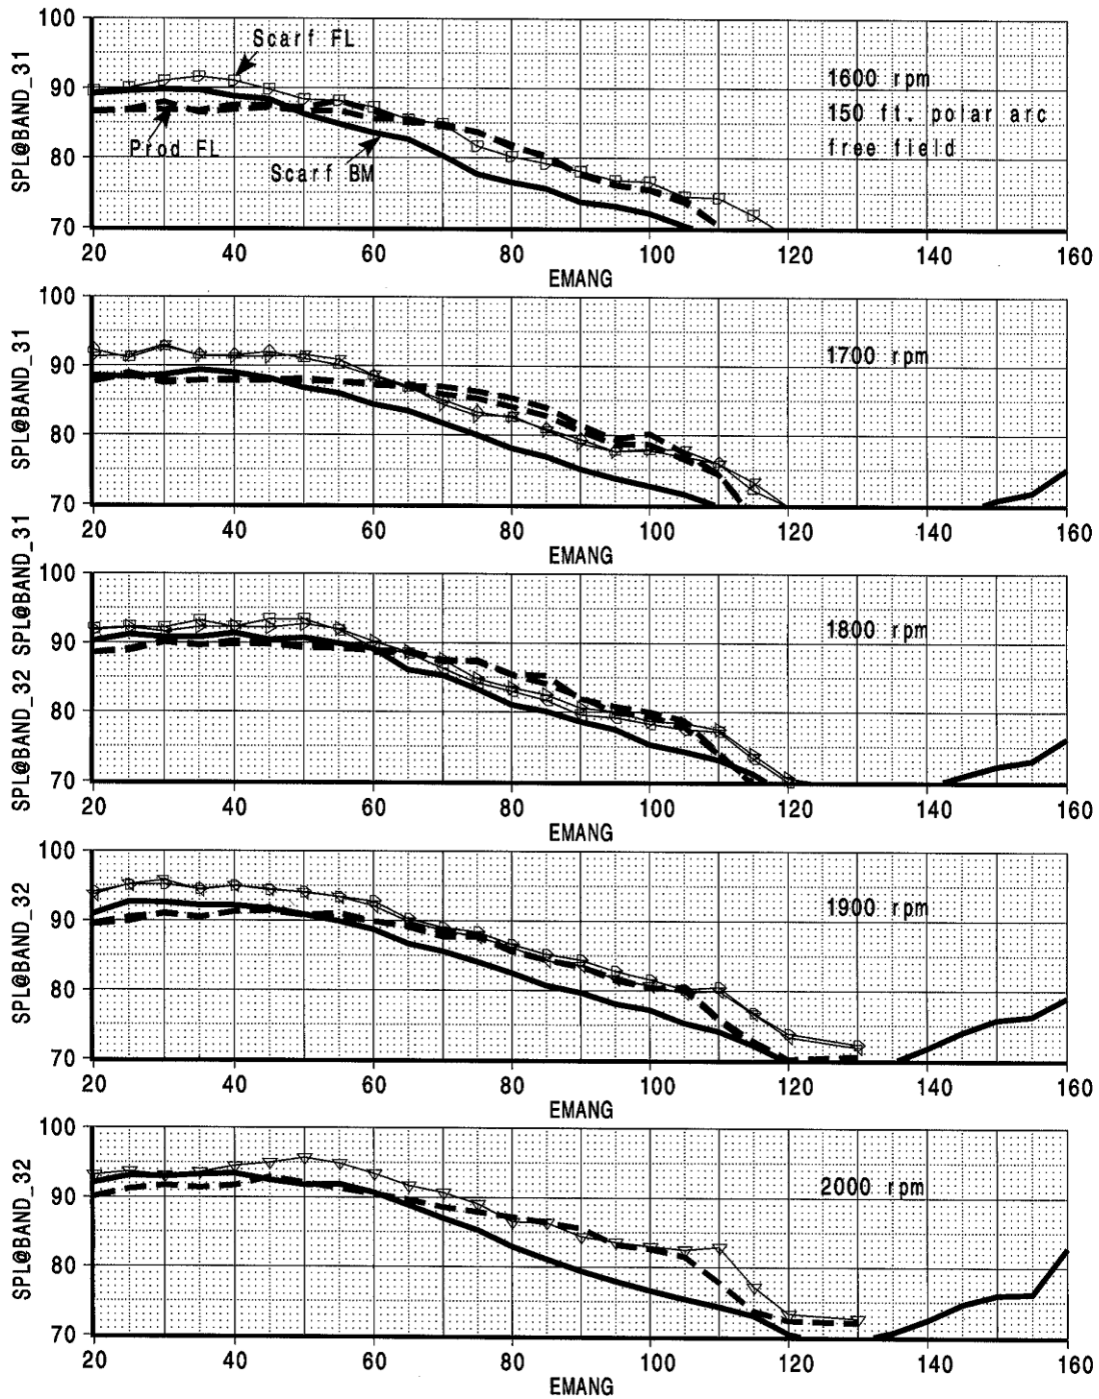 100
90
80
70
SPL@BAND_31
Scarf FL
Prod FL
Scarf BM
1600 rpm
150 ft. polar arc
free field
20 40 60 80 100 120 140 160
EMANG
100
90
80
70
SPL@BAND_31
1700 rpm
20 40 60 80 100 120 140 160
EMANG
100
90
80
70
SPL@BAND_32 SPL@BAND_31
1800 rpm
20 40 60 80 100 120 140 160
EMANG
100
90
80
70
SPL@BAND_32
1900 rpm
20 40 60 80 100 120 140 160
EMANG
100
90
80
70
SPL@BAND_32
2000 rpm
20 40 60 80 100 120 140 160
EMANG